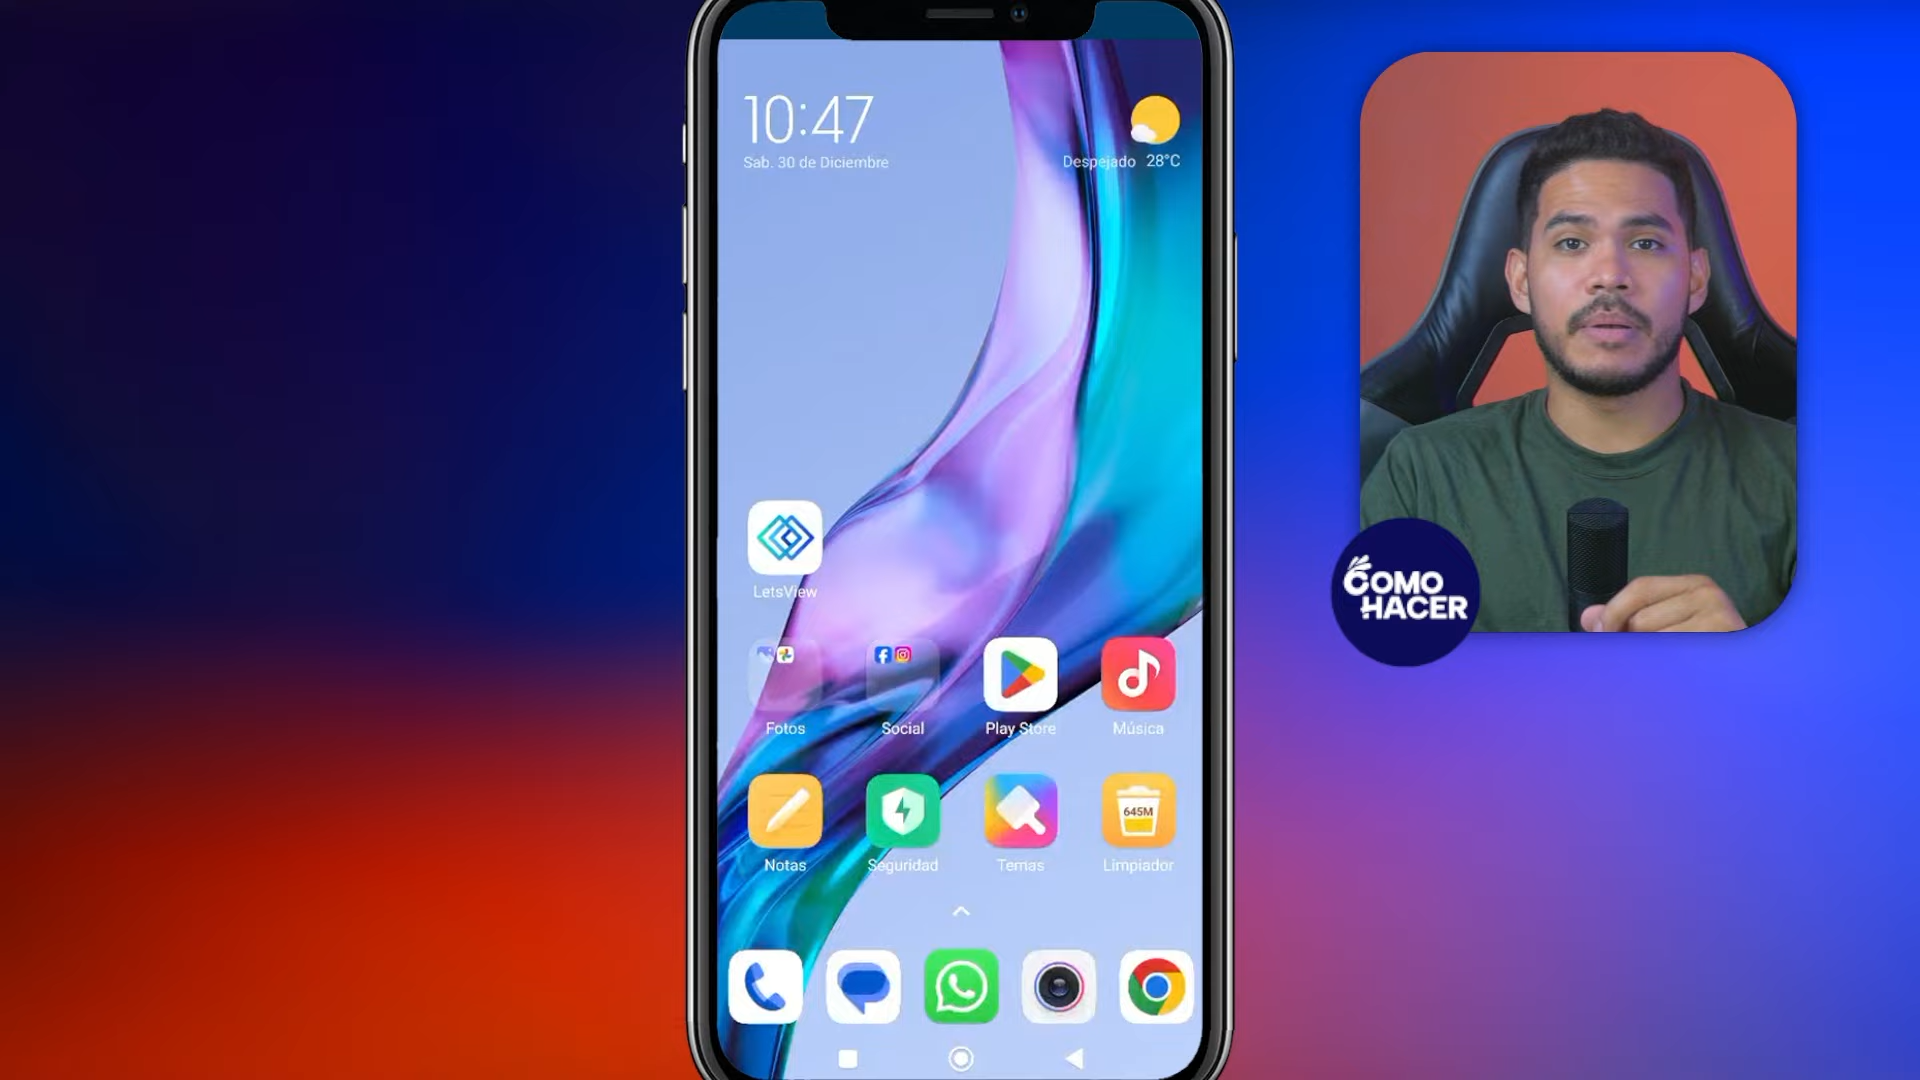 10:47
Sab. 30 de Diciembre
Despejado 28°C
LetsView
Fotos
Social
Play Store
Música
Notas
Seguridad
Temas
645M
Limpiador
COMO
HACER